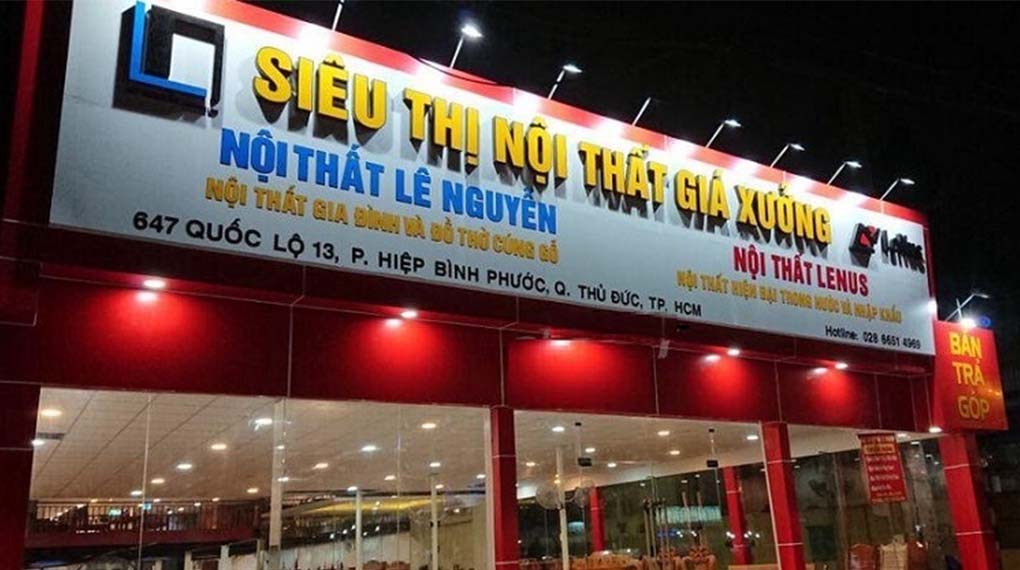 SIÊU THỊ NỘI THẤT GIÁ XƯỞNG
NỘI THẤT LÊ NGUYỄN
NỘI THẤT GIA ĐÌNH VÀ ĐỒ THỜ CÚNG GỖ
647 QUỐC LỘ 13, P. HIỆP BÌNH PHƯỚC, Q. THỦ ĐỨC, TP. HCM
LeNus
NỘI THẤT LENUS
NỘI THẤT HIỆN ĐẠI TRONG NƯỚC VÀ NHẬP KHẨU
Hotline: 028 6651 4969
BÁN
TRẢ
GÓP